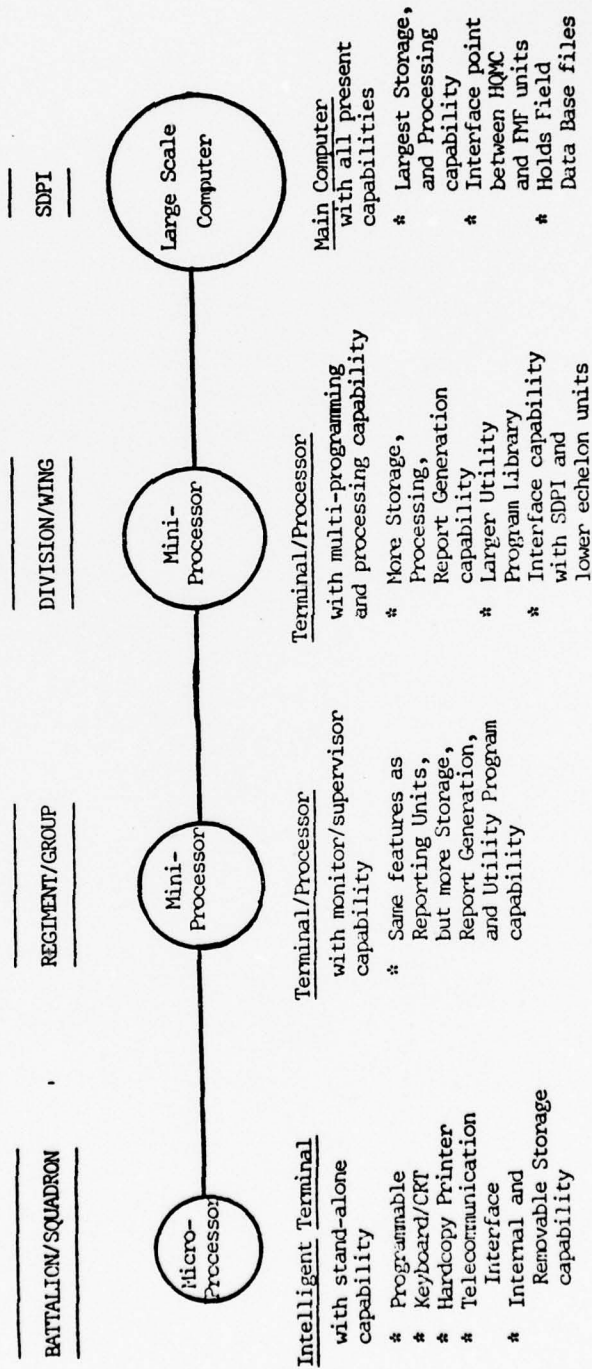 BATTALION/SQUADRON
REGIMENT/GROUP
DIVISION/WING
SDPI
Micro-
Processor
Mini-
Processor
Mini-
Processor
Large Scale
Computer
Intelligent Terminal
with stand-alone
capability
* Programmable
* Keyboard/CRT
* Hardcopy Printer
* Telecommunication
Interface
* Internal and
Removable Storage
capability
Terminal/Processor
with monitor/supervisor
capability
* Same features as
Reporting Units,
but more Storage,
Report Generation,
and Utility Program
capability
Terminal/Processor
with multi-programming
and processing capability
* More Storage,
Processing,
Report Generation
capability
* Larger Utility
Program Library
* Interface capability
with SDPI and
lower echelon units
Main Computer
with all present
capabilities
* Largest Storage,
and Processing
capability
* Interface point
between HQMC
and FMF units
* Holds Field
Data Base files